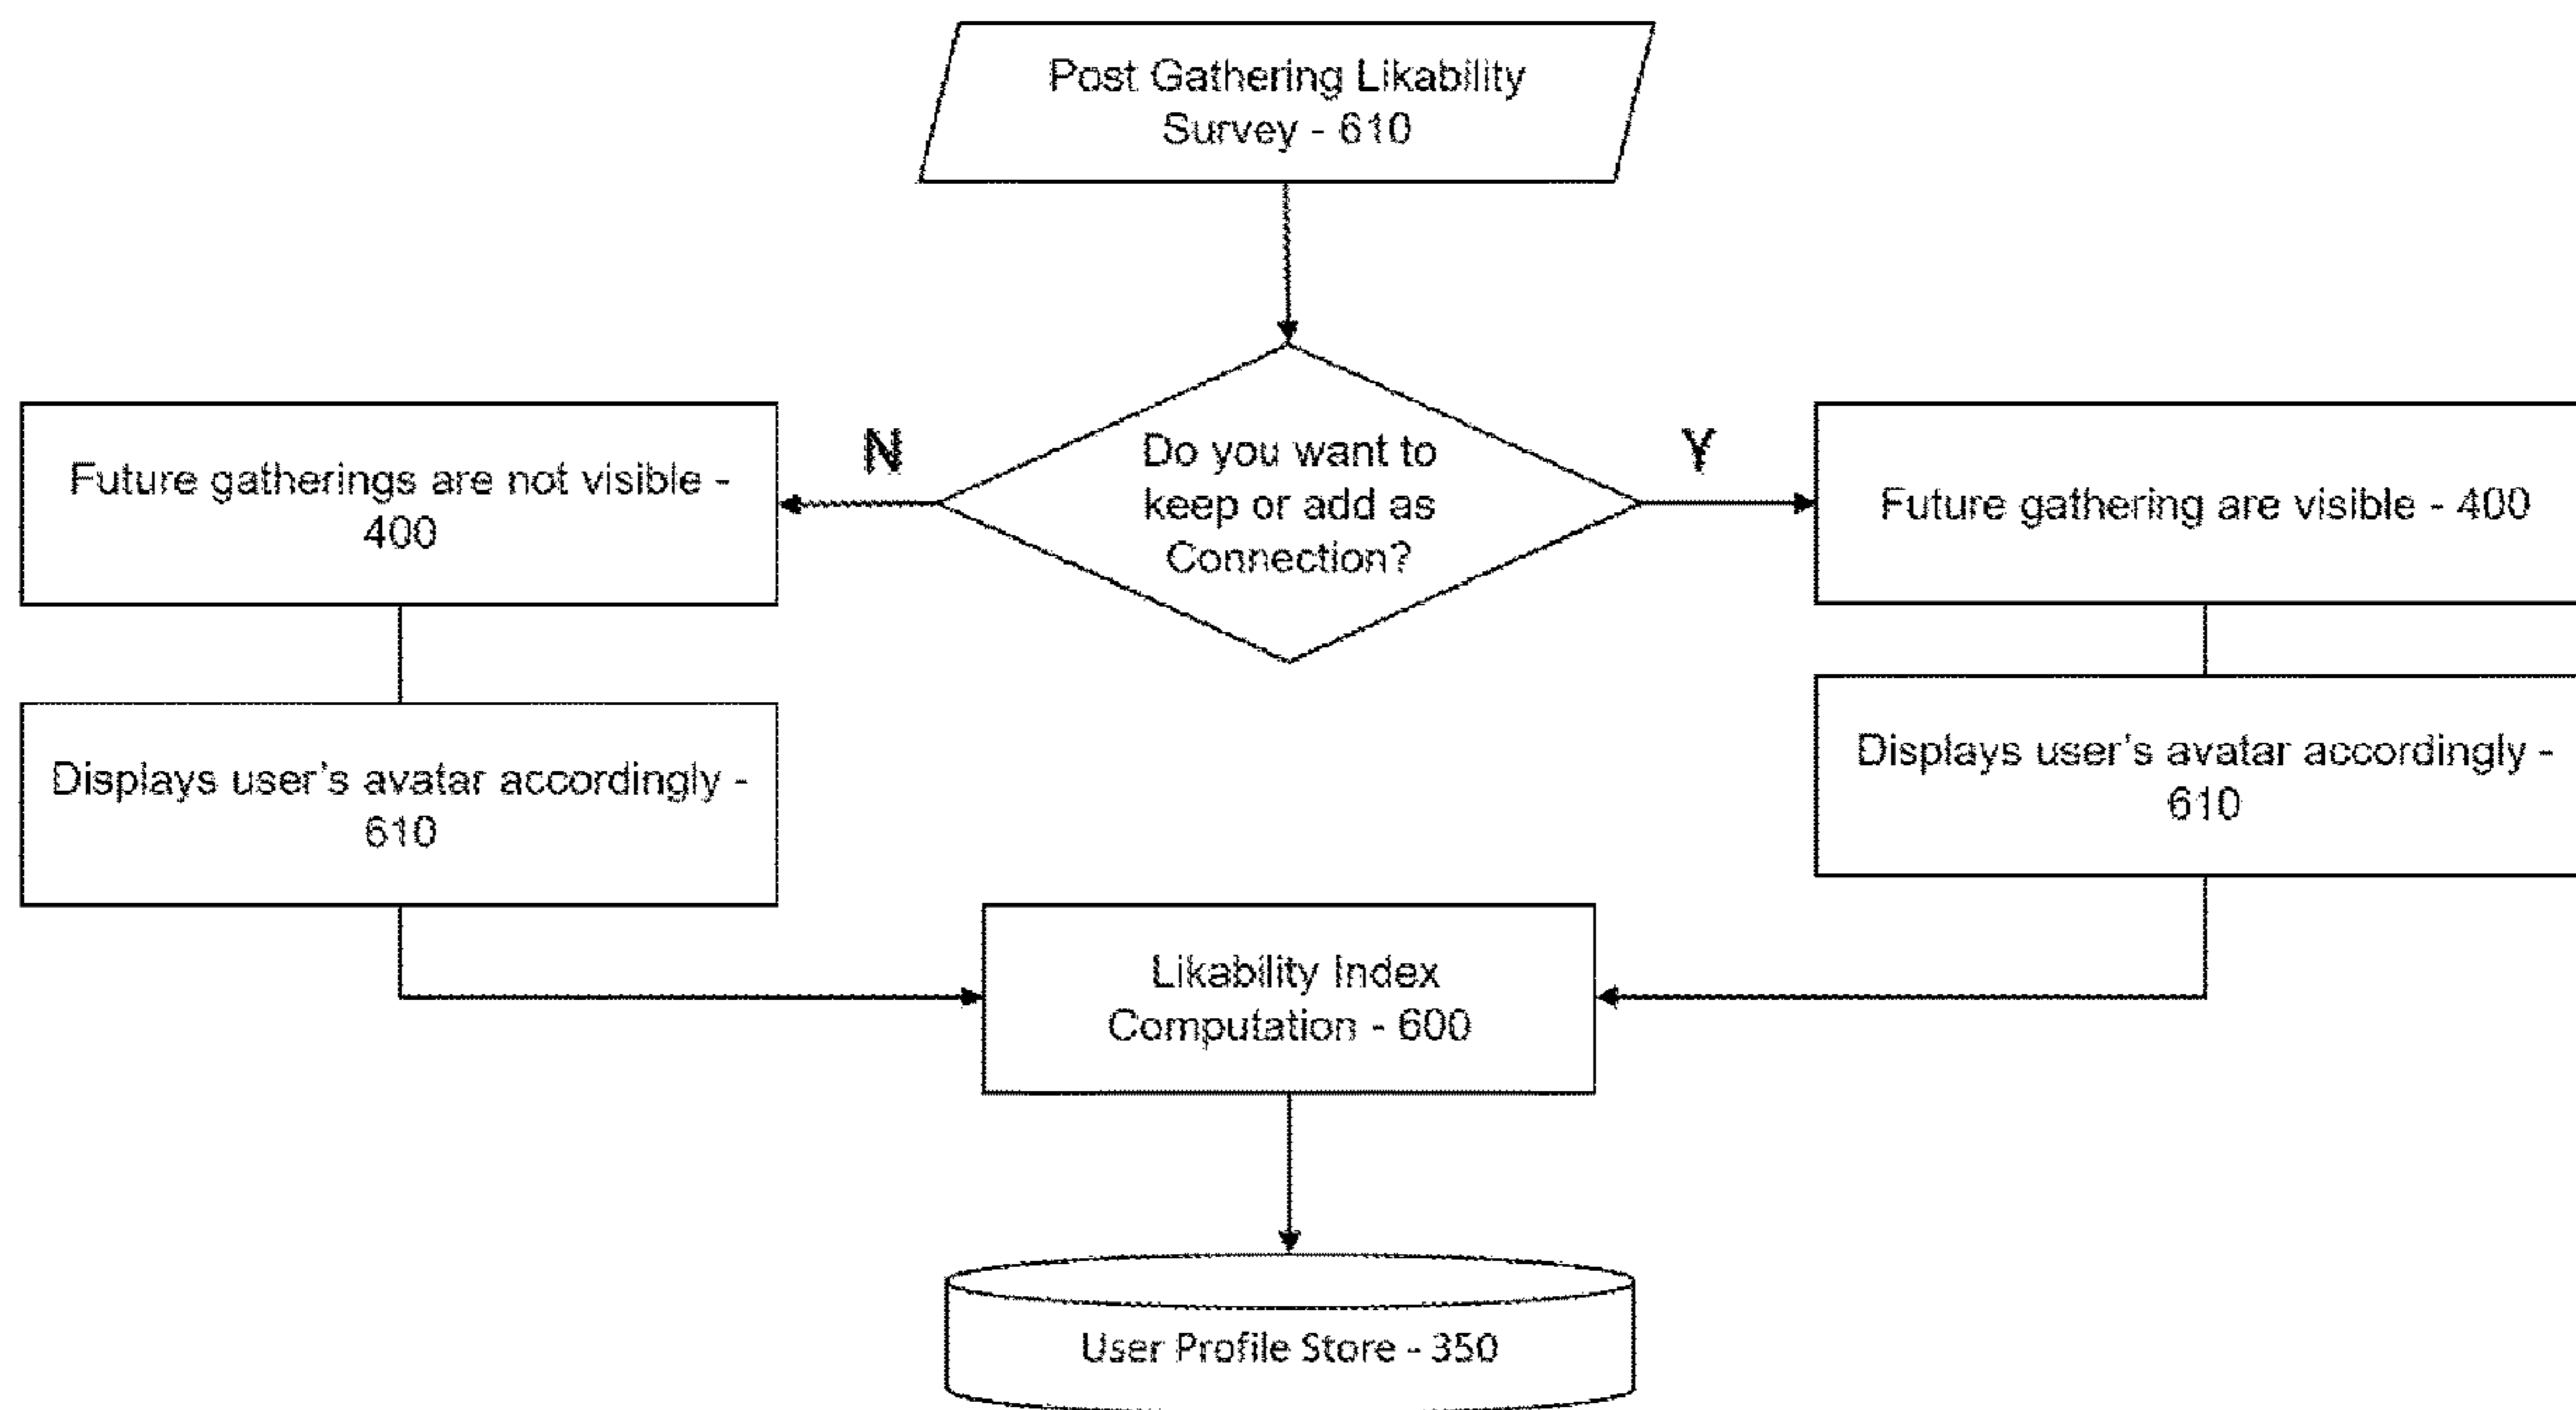 Post Gathering Likability
Survey - 610
N
Y
Do you want to
keep or add as
Connection?
Future gatherings are not visible -
400
Future gathering are visible - 400
Displays user's avatar accordingly -
610
Displays user's avatar accordingly -
610
Likability Index
Computation - 600
User Profile Store - 350